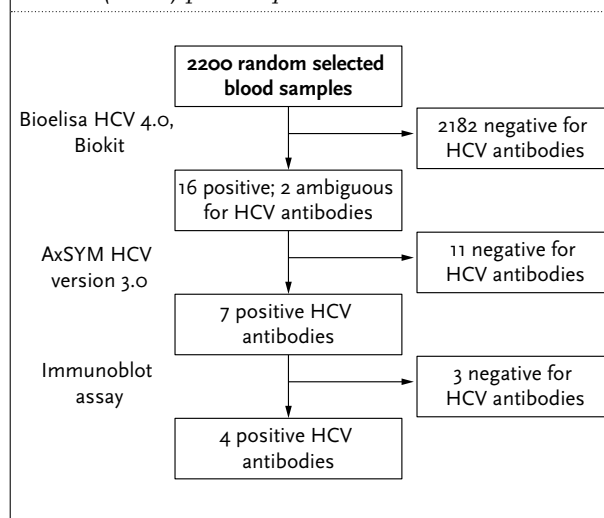 2200 random selected
blood samples
Bioelisa HCV 4.0,
Biokit
2182 negative for
HCV antibodies
16 positive; 2 ambiguous
for HCV antibodies
AxSYM HCV
version 3.0
11 negative for
HCV antibodies
7 positive HCV
antibodies
Immunoblot
assay
3 negative for
HCV antibodies
4 positive HCV
antibodies